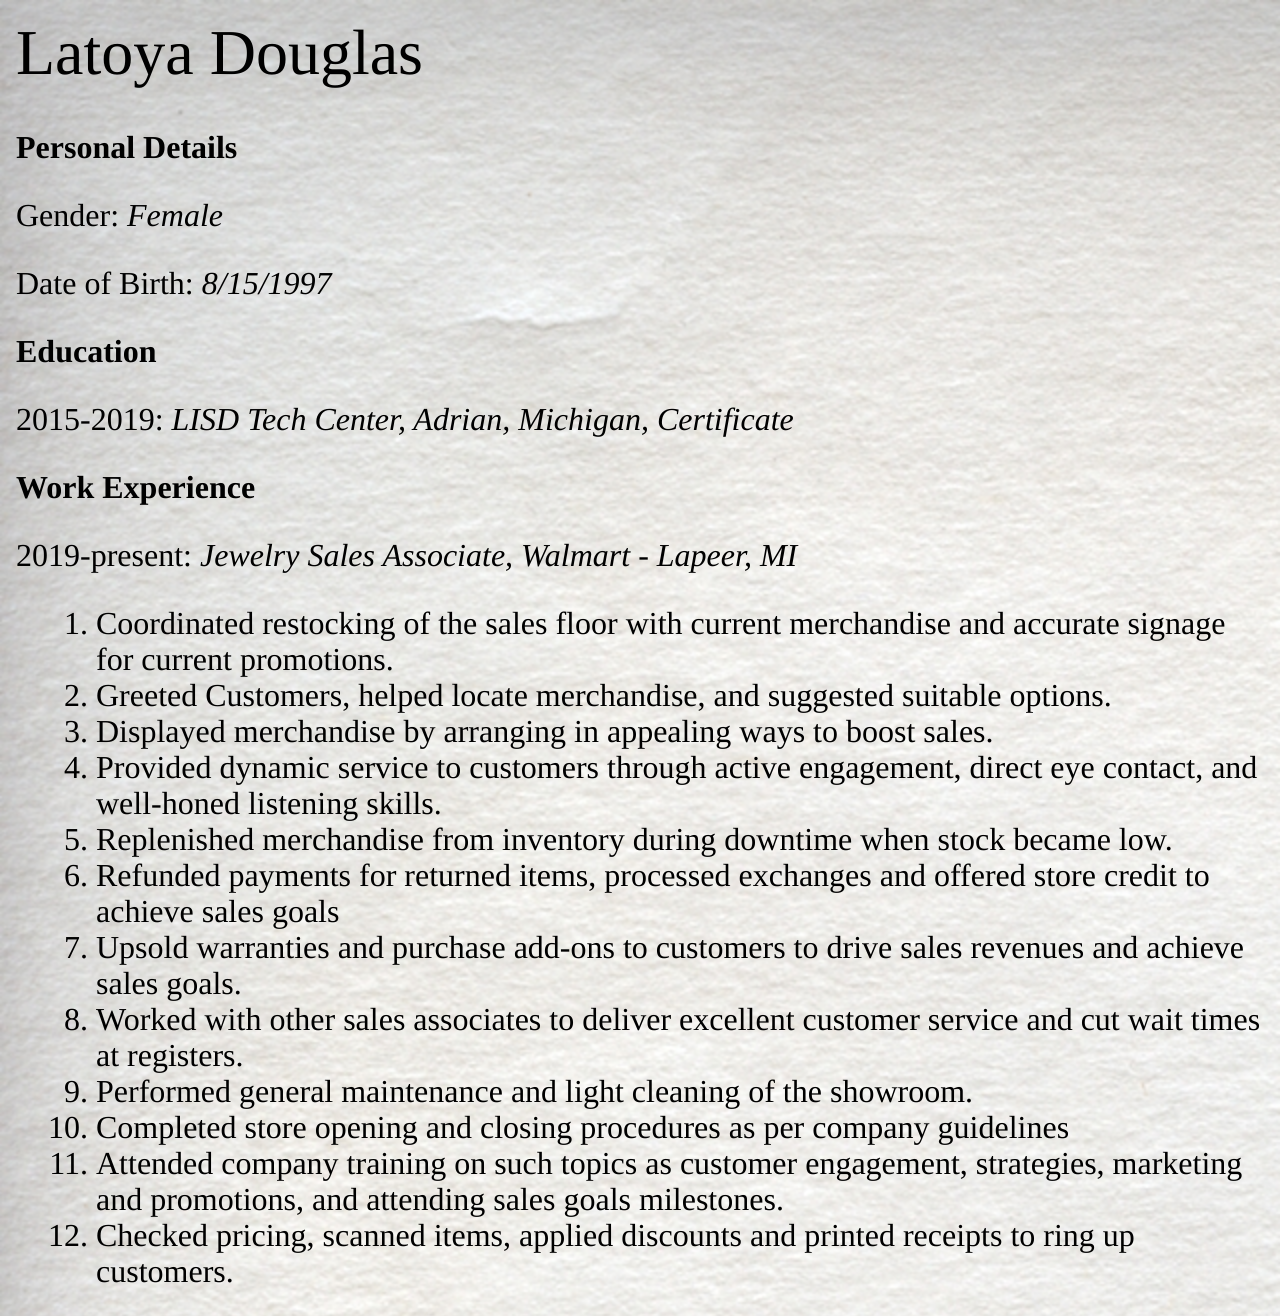 Latoya Douglas
Personal Details
Gender: Female
Date of Birth: 8/15/1997
Education
2015-2019: LISD Tech Center, Adrian, Michigan, Certificate
Work Experience
2019-present: Jewelry Sales Associate, Walmart - Lapeer, MI
1. Coordinated restocking of the sales floor with current merchandise and accurate signage
for current promotions.
2. Greeted Customers, helped locate merchandise, and suggested suitable options.
3. Displayed merchandise by arranging in appealing ways to boost sales.
4. Provided dynamic service to customers through active engagement, direct eye contact, and
well-honed listening skills.
5. Replenished merchandise from inventory during downtime when stock became low.
6. Refunded payments for returned items, processed exchanges and offered store credit to
achieve sales goals
7. Upsold warranties and purchase add-ons to customers to drive sales revenues and achieve
sales goals.
8. Worked with other sales associates to deliver excellent customer service and cut wait times
at registers.
9. Performed general maintenance and light cleaning of the showroom.
10. Completed store opening and closing procedures as per company guidelines
11. Attended company training on such topics as customer engagement, strategies, marketing
and promotions, and attending sales goals milestones.
12. Checked pricing, scanned items, applied discounts and printed receipts to ring up
customers.